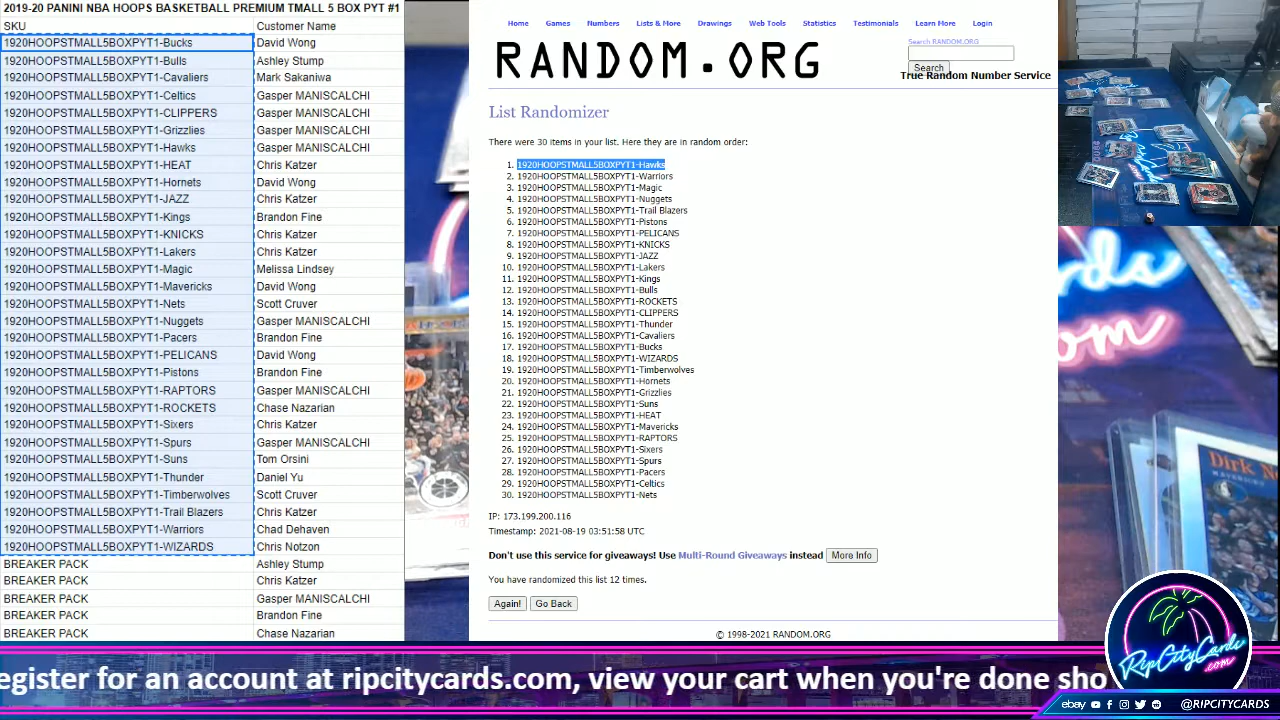 2019-20 PANINI NBA HOOPS BASKETBALL PREMIUM TMALL 5 BOX PYT #1
SKU Customer Name
1920HOOPSTMALL5BOXPYT1-Bucks David Wong
1920HOOPSTMALL5BOXPYT1-Bulls Ashley Stump
1920HOOPSTMALL5BOXPYT1-Cavaliers Mark Sakaniwa
1920HOOPSTMALL5BOXPYT1-Celtics Gasper MANISCALCHI
1920HOOPSTMALL5BOXPYT1-CLIPPERS Gasper MANISCALCHI
1920HOOPSTMALL5BOXPYT1-Grizzlies Gasper MANISCALCHI
1920HOOPSTMALL5BOXPYT1-Hawks Gasper MANISCALCHI
1920HOOPSTMALL5BOXPYT1-HEAT Chris Katzer
1920HOOPSTMALL5BOXPYT1-Hornets David Wong
1920HOOPSTMALL5BOXPYT1-JAZZ Chris Katzer
1920HOOPSTMALL5BOXPYT1-Kings Brandon Fine
1920HOOPSTMALL5BOXPYT1-KNICKS Chris Katzer
1920HOOPSTMALL5BOXPYT1-Lakers Chris Katzer
1920HOOPSTMALL5BOXPYT1-Magic Melissa Lindsey
1920HOOPSTMALL5BOXPYT1-Mavericks David Wong
1920HOOPSTMALL5BOXPYT1-Nets Scott Cruver
1920HOOPSTMALL5BOXPYT1-Nuggets Gasper MANISCALCHI
1920HOOPSTMALL5BOXPYT1-Pacers Brandon Fine
1920HOOPSTMALL5BOXPYT1-PELICANS David Wong
1920HOOPSTMALL5BOXPYT1-Pistons Brandon Fine
1920HOOPSTMALL5BOXPYT1-RAPTORS Gasper MANISCALCHI
1920HOOPSTMALL5BOXPYT1-ROCKETS Chase Nazarian
1920HOOPSTMALL5BOXPYT1-Sixers Chris Katzer
1920HOOPSTMALL5BOXPYT1-Spurs Gasper MANISCALCHI
1920HOOPSTMALL5BOXPYT1-Suns Tom Orsini
1920HOOPSTMALL5BOXPYT1-Thunder Daniel Yu
1920HOOPSTMALL5BOXPYT1-Timberwolves Scott Cruver
1920HOOPSTMALL5BOXPYT1-Trail Blazers Chris Katzer
1920HOOPSTMALL5BOXPYT1-Warriors Chad Dehaven
1920HOOPSTMALL5BOXPYT1-WIZARDS Chris Notzon
BREAKER PACK Ashley Stump
BREAKER PACK Chris Katzer
BREAKER PACK Gasper MANISCALCHI
BREAKER PACK Brandon Fine
BREAKER PACK Chase Nazarian
Home Games Numbers Lists & More Drawings Web Tools Statistics Testimonials Learn More Login
RANDOM.ORG
Search RANDOM.ORG
Search
True Random Number Service
List Randomizer
There were 30 items in your list. Here they are in random order:
1. 1920HOOPSTMALL5BOXPYT1-Hawks
2. 1920HOOPSTMALL5BOXPYT1-Warriors
3. 1920HOOPSTMALL5BOXPYT1-Magic
4. 1920HOOPSTMALL5BOXPYT1-Nuggets
5. 1920HOOPSTMALL5BOXPYT1-Trail Blazers
6. 1920HOOPSTMALL5BOXPYT1-Pistons
7. 1920HOOPSTMALL5BOXPYT1-PELICANS
8. 1920HOOPSTMALL5BOXPYT1-KNICKS
9. 1920HOOPSTMALL5BOXPYT1-JAZZ
10. 1920HOOPSTMALL5BOXPYT1-Lakers
11. 1920HOOPSTMALL5BOXPYT1-Kings
12. 1920HOOPSTMALL5BOXPYT1-Bulls
13. 1920HOOPSTMALL5BOXPYT1-ROCKETS
14. 1920HOOPSTMALL5BOXPYT1-CLIPPERS
15. 1920HOOPSTMALL5BOXPYT1-Thunder
16. 1920HOOPSTMALL5BOXPYT1-Cavaliers
17. 1920HOOPSTMALL5BOXPYT1-Bucks
18. 1920HOOPSTMALL5BOXPYT1-WIZARDS
19. 1920HOOPSTMALL5BOXPYT1-Timberwolves
20. 1920HOOPSTMALL5BOXPYT1-Hornets
21. 1920HOOPSTMALL5BOXPYT1-Grizzlies
22. 1920HOOPSTMALL5BOXPYT1-Suns
23. 1920HOOPSTMALL5BOXPYT1-HEAT
24. 1920HOOPSTMALL5BOXPYT1-Mavericks
25. 1920HOOPSTMALL5BOXPYT1-RAPTORS
26. 1920HOOPSTMALL5BOXPYT1-Sixers
27. 1920HOOPSTMALL5BOXPYT1-Spurs
28. 1920HOOPSTMALL5BOXPYT1-Pacers
29. 1920HOOPSTMALL5BOXPYT1-Celtics
30. 1920HOOPSTMALL5BOXPYT1-Nets
IP: 173.199.200.116
Timestamp: 2021-08-19 03:51:58 UTC
Don't use this service for giveaways! Use Multi-Round Giveaways instead More Info
You have randomized this list 12 times.
Again! Go Back
© 1998-2021 RANDOM.ORG
Cards
om
DIRK N
MAVERICKS
egister for an account at ripcitycards.com, view your cart when you're done sho
RipCityCards
.com
ebay @RIPCITYCARDS